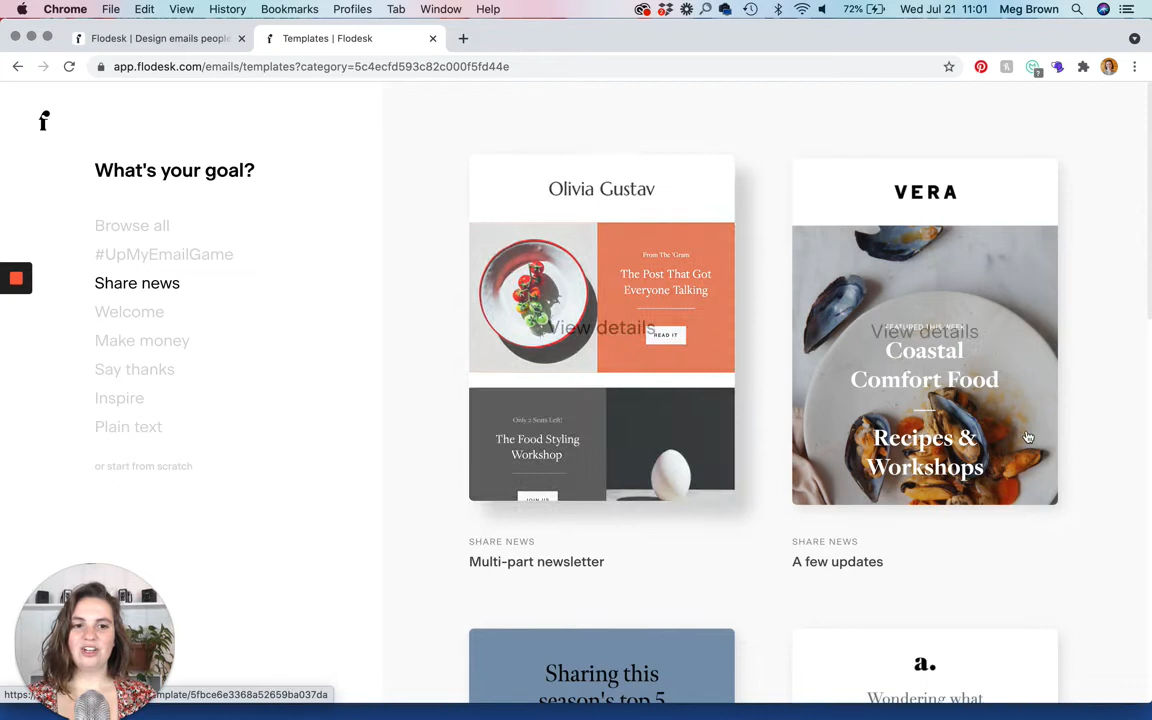 Chrome File Edit View History Bookmarks Profiles Tab Window Help 72% Wed Jul 21 11:01 Meg Brown
Flodesk | Design emails people
Templates | Flodesk
app.flodesk.com/emails/templates?category=5c4ecfd593c82c000f5fd44e
What's your goal?
Browse all
#UpMyEmailGame
Share news
Welcome
Make money
Say thanks
Inspire
Plain text
or start from scratch
Olivia Gustav
From The 'Gram
The Post That Got
Everyone Talking
View details
READ IT
Only 2 Seats Left!
The Food Styling
Workshop
JOIN US
SHARE NEWS
Multi-part newsletter
VERA
FEATURED THIS WEEK
View details
Coastal
Comfort Food
Recipes &
Workshops
SHARE NEWS
A few updates
Sharing this
season's top 5
a.
Wondering what
https:/
mplate/5fbce6e3368a52659ba037da